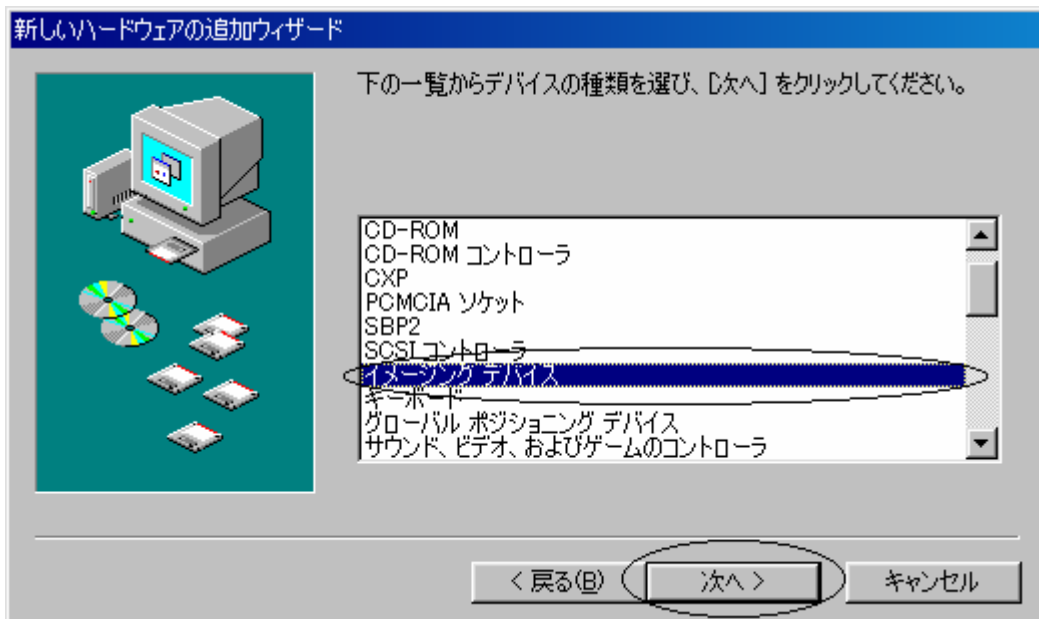 新しいハードウェアの追加ウィザード
下の一覧からデバイスの種類を選び、[次へ] をクリックしてください。
CD-ROM
CD-ROM コントローラ
CXP
PCMCIA ソケット
SBP2
SCSI コントローラ
イメージング デバイス
キーボード
グローバル ポジショニング デバイス
サウンド、ビデオ、およびゲームのコントローラ
< 戻る(B) 次へ > キャンセル